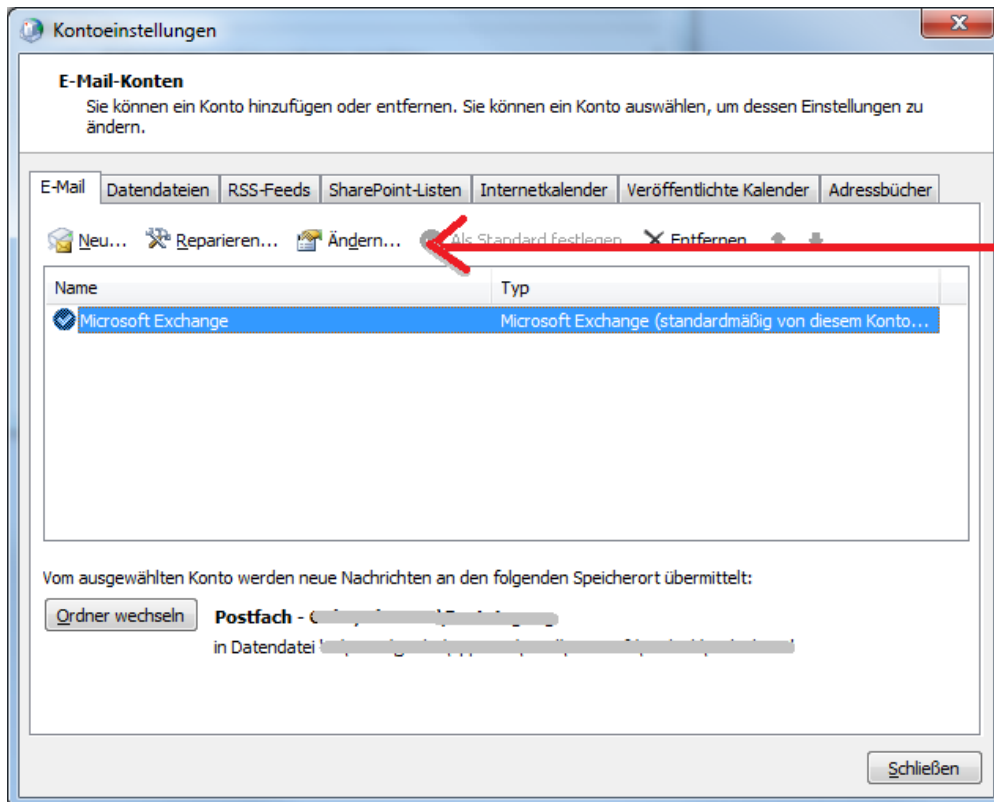 Kontoeinstellungen
E-Mail-Konten
Sie können ein Konto hinzufügen oder entfernen. Sie können ein Konto auswählen, um dessen Einstellungen zu
ändern.
E-Mail Datendateien RSS-Feeds SharePoint-Listen Internetkalender Veröffentlichte Kalender Adressbücher
Neu... Reparieren... Ändern... Als Standard festlegen Entfernen
Name Typ
Microsoft Exchange Microsoft Exchange (standardmäßig von diesem Konto...
Vom ausgewählten Konto werden neue Nachrichten an den folgenden Speicherort übermittelt:
Ordner wechseln Postfach -
in Datendatei
Schließen